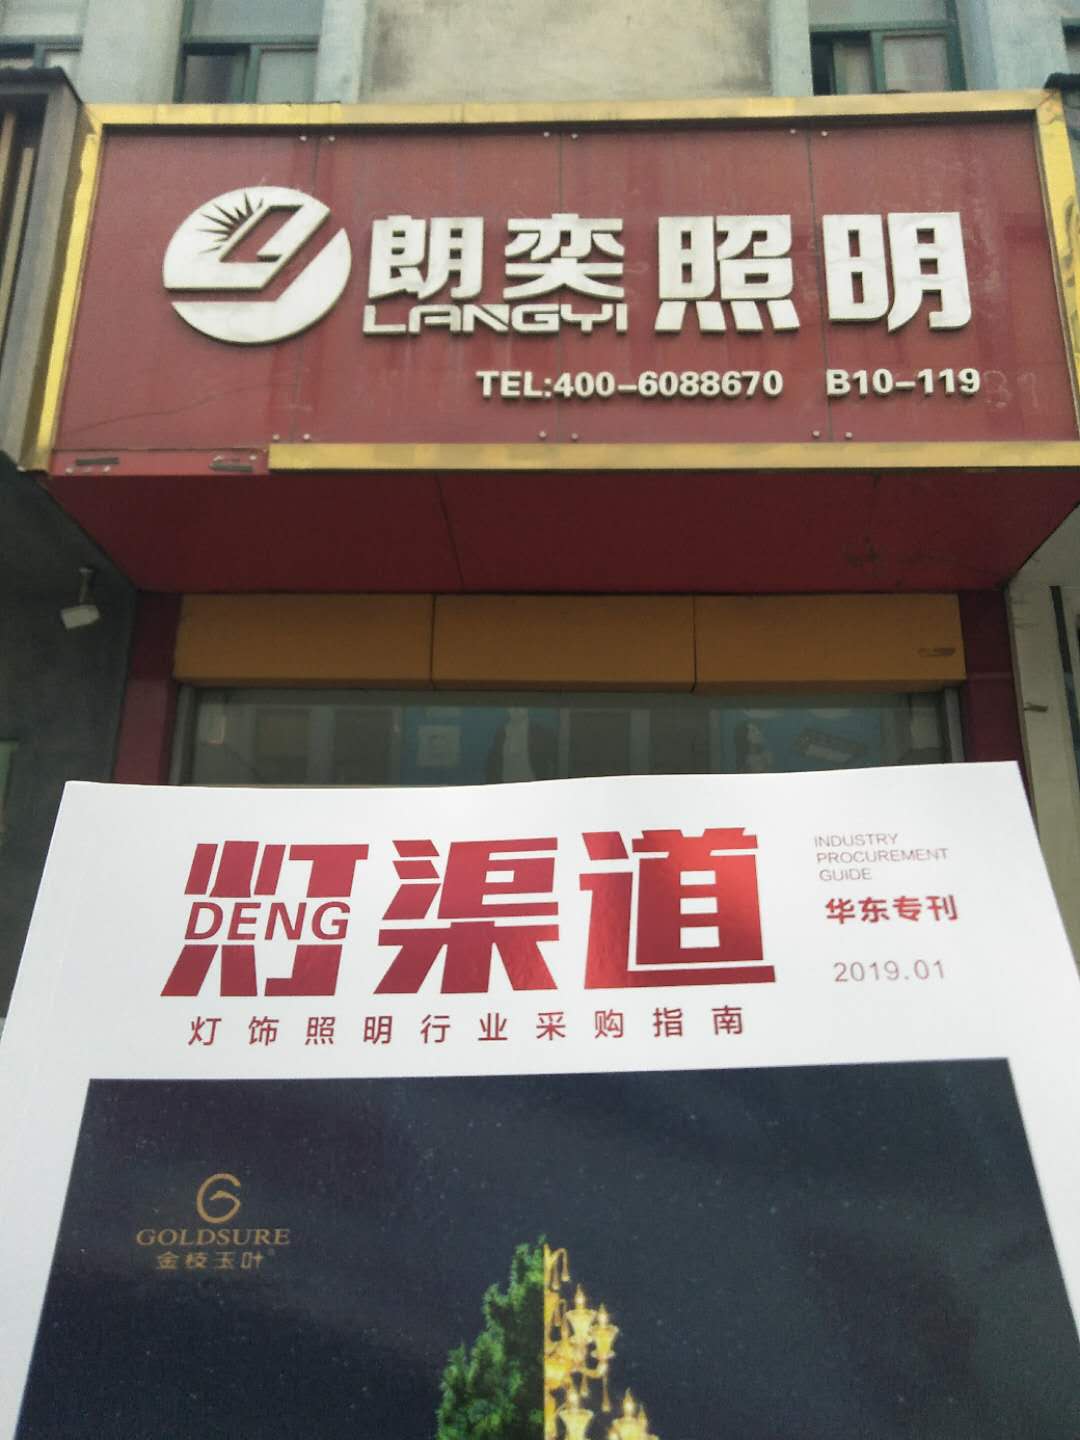 朗奕照明
LANGYI
TEL:400-6088670 B10-119
灯渠道
DENG
INDUSTRY
PROCUREMENT
GUIDE
华东专刊
2019.01
灯饰照明行业采购指南
GOLDSURE
金枝玉叶®